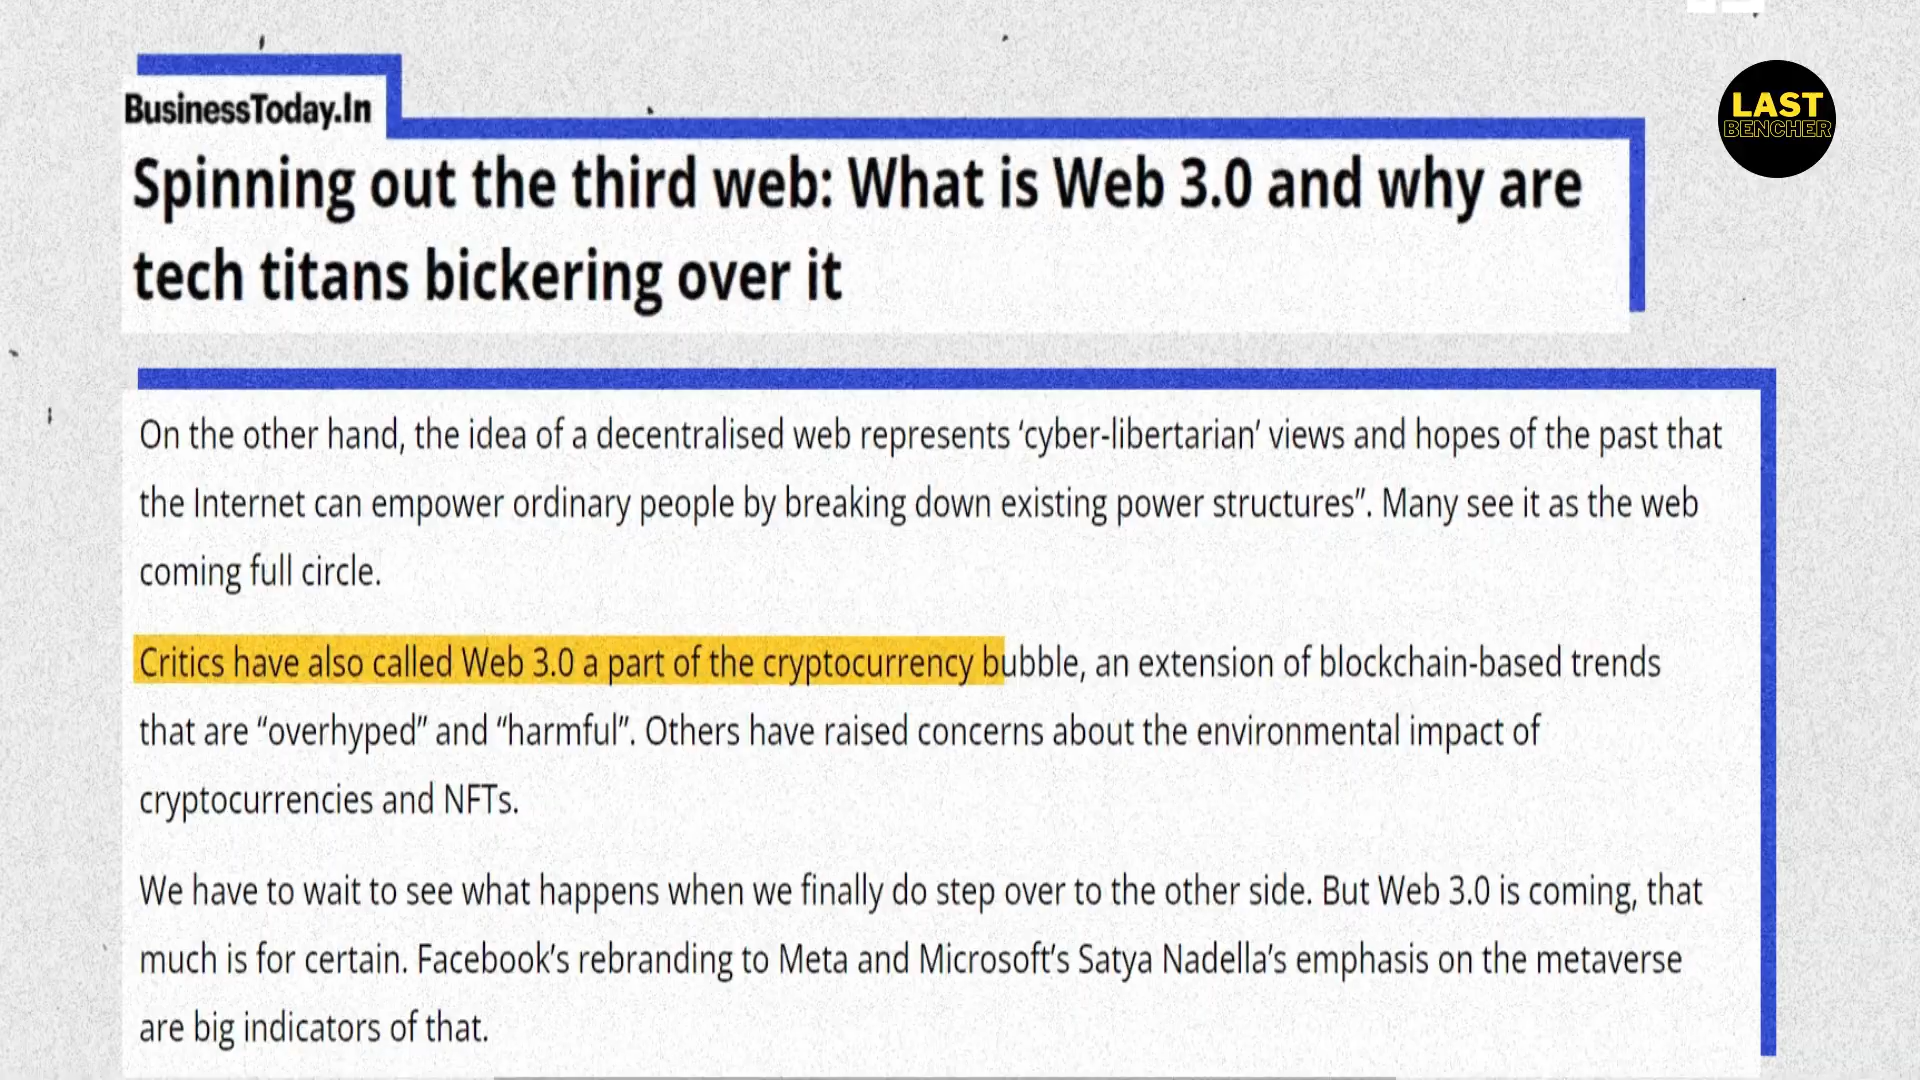 LAST
BENCHER
BusinessToday.In
Spinning out the third web: What is Web 3.0 and why are
tech titans bickering over it
On the other hand, the idea of a decentralised web represents ‘cyber-libertarian’ views and hopes of the past that
the Internet can empower ordinary people by breaking down existing power structures”. Many see it as the web
coming full circle.
Critics have also called Web 3.0 a part of the cryptocurrency bubble, an extension of blockchain-based trends
that are “overhyped” and “harmful”. Others have raised concerns about the environmental impact of
cryptocurrencies and NFTs.
We have to wait to see what happens when we finally do step over to the other side. But Web 3.0 is coming, that
much is for certain. Facebook’s rebranding to Meta and Microsoft’s Satya Nadella’s emphasis on the metaverse
are big indicators of that.